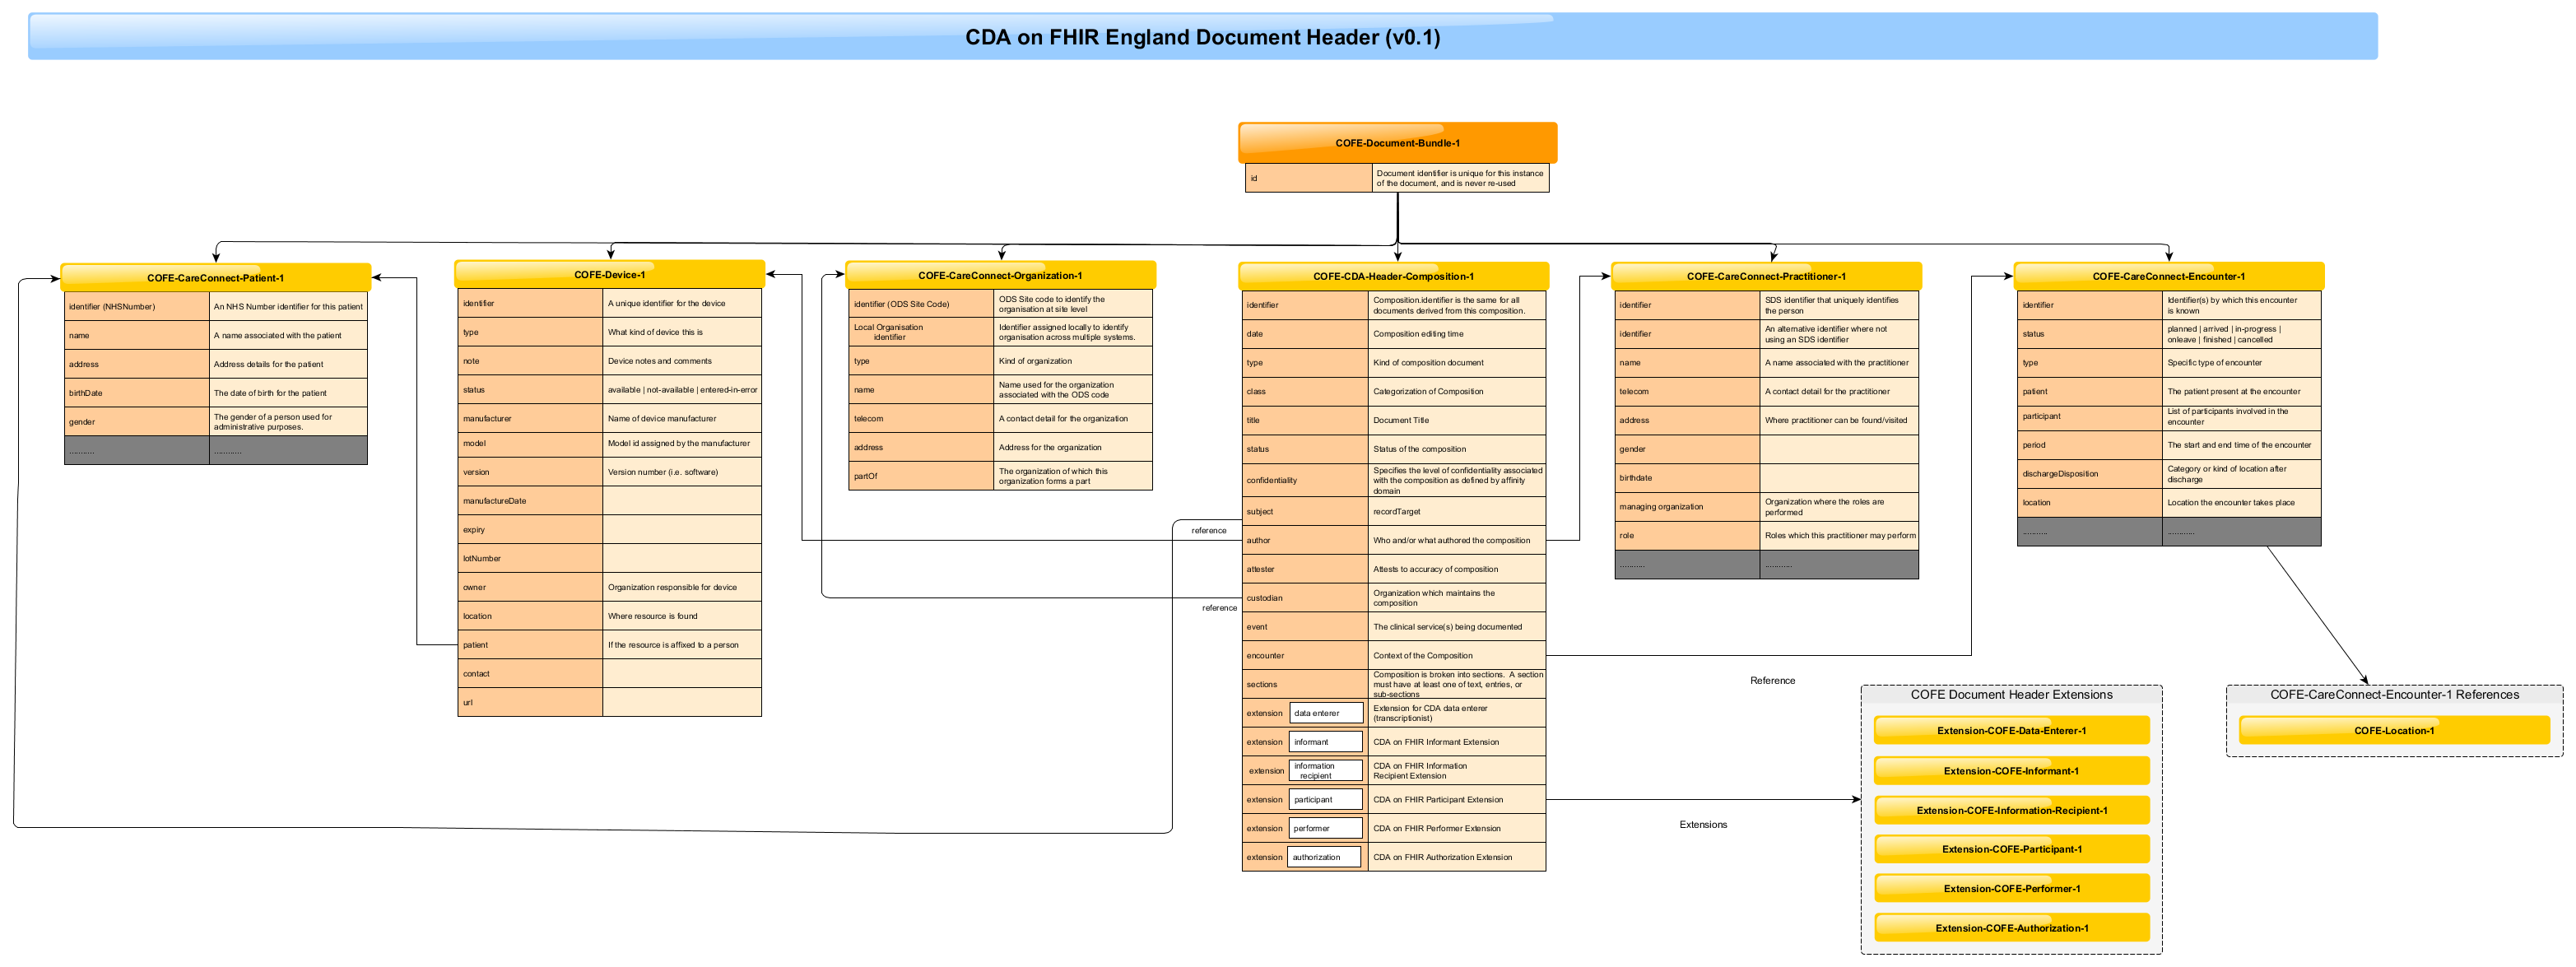 CDA on FHIR England Document Header (v0.1)
COFE-Document-Bundle-1
id
Document identifier is unique for this instance
of the document, and is never re-used
COFE-CareConnect-Patient-1
identifier (NHSNumber)
An NHS Number identifier for this patient
name
A name associated with the patient
address
Address details for the patient
birthDate
The date of birth for the patient
gender
The gender of a person used for
administrative purposes.
...........
............
COFE-Device-1
identifier
A unique identifier for the device
type
What kind of device this is
note
Device notes and comments
status
available | not-available | entered-in-error
manufacturer
Name of device manufacturer
model
Model id assigned by the manufacturer
version
Version number (i.e. software)
manufactureDate
expiry
lotNumber
owner
Organization responsible for device
location
Where resource is found
patient
If the resource is affixed to a person
contact
url
COFE-CareConnect-Organization-1
identifier (ODS Site Code)
ODS Site code to identify the
organisation at site level
Local Organisation
identifier
Identifier assigned locally to identify
organisation across multiple systems.
type
Kind of organization
name
Name used for the organization
associated with the ODS code
telecom
A contact detail for the organization
address
Address for the organization
partOf
The organization of which this
organization forms a part
reference
reference
COFE-CDA-Header-Composition-1
identifier
Composition.identifier is the same for all
documents derived from this composition.
date
Composition editing time
type
Kind of composition document
class
Categorization of Composition
title
Document Title
status
Status of the composition
confidentiality
Specifies the level of confidentiality associated
with the composition as defined by affinity
domain
subject
recordTarget
author
Who and/or what authored the composition
attester
Attests to accuracy of composition
custodian
Organization which maintains the
composition
event
The clinical service(s) being documented
encounter
Context of the Composition
sections
Composition is broken into sections. A section
must have at least one of text, entries, or
sub-sections
extension
data enterer
Extension for CDA data enterer
(transcriptionist)
extension
informant
CDA on FHIR Informant Extension
extension
information
recipient
CDA on FHIR Information
Recipient Extension
extension
participant
CDA on FHIR Participant Extension
extension
performer
CDA on FHIR Performer Extension
extension
authorization
CDA on FHIR Authorization Extension
COFE-CareConnect-Practitioner-1
identifier
SDS identifier that uniquely identifies
the person
identifier
An alternative identifier where not
using an SDS identifier
name
A name associated with the practitioner
telecom
A contact detail for the practitioner
address
Where practitioner can be found/visited
gender
birthdate
managing organization
Organization where the roles are
performed
role
Roles which this practitioner may perform
...........
............
COFE-CareConnect-Encounter-1
identifier
Identifier(s) by which this encounter
is known
status
planned | arrived | in-progress |
onleave | finished | cancelled
type
Specific type of encounter
patient
The patient present at the encounter
participant
List of participants involved in the
encounter
period
The start and end time of the encounter
dischargeDisposition
Category or kind of location after
discharge
location
Location the encounter takes place
...........
............
Reference
Extensions
COFE Document Header Extensions
Extension-COFE-Data-Enterer-1
Extension-COFE-Informant-1
Extension-COFE-Information-Recipient-1
Extension-COFE-Participant-1
Extension-COFE-Performer-1
Extension-COFE-Authorization-1
COFE-CareConnect-Encounter-1 References
COFE-Location-1